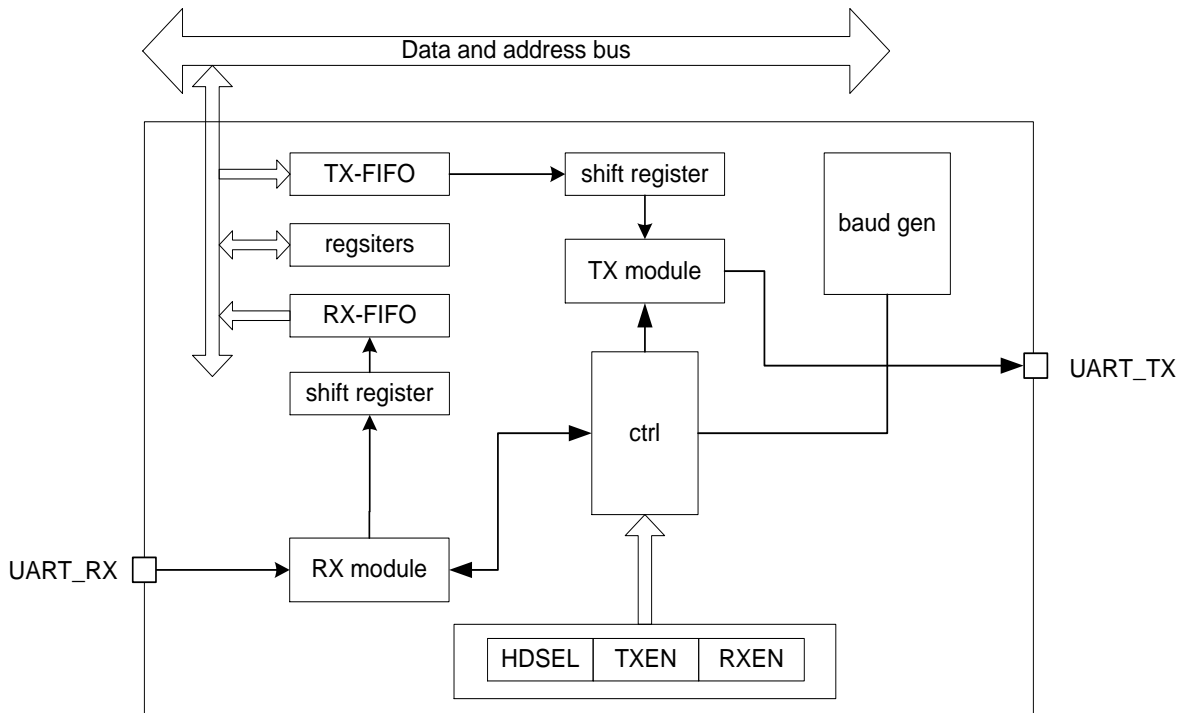 Data and address bus
TX-FIFO
shift register
baud gen
regsiters
TX module
RX-FIFO
UART_TX
shift register
ctrl
UART_RX
RX module
HDSEL TXEN RXEN